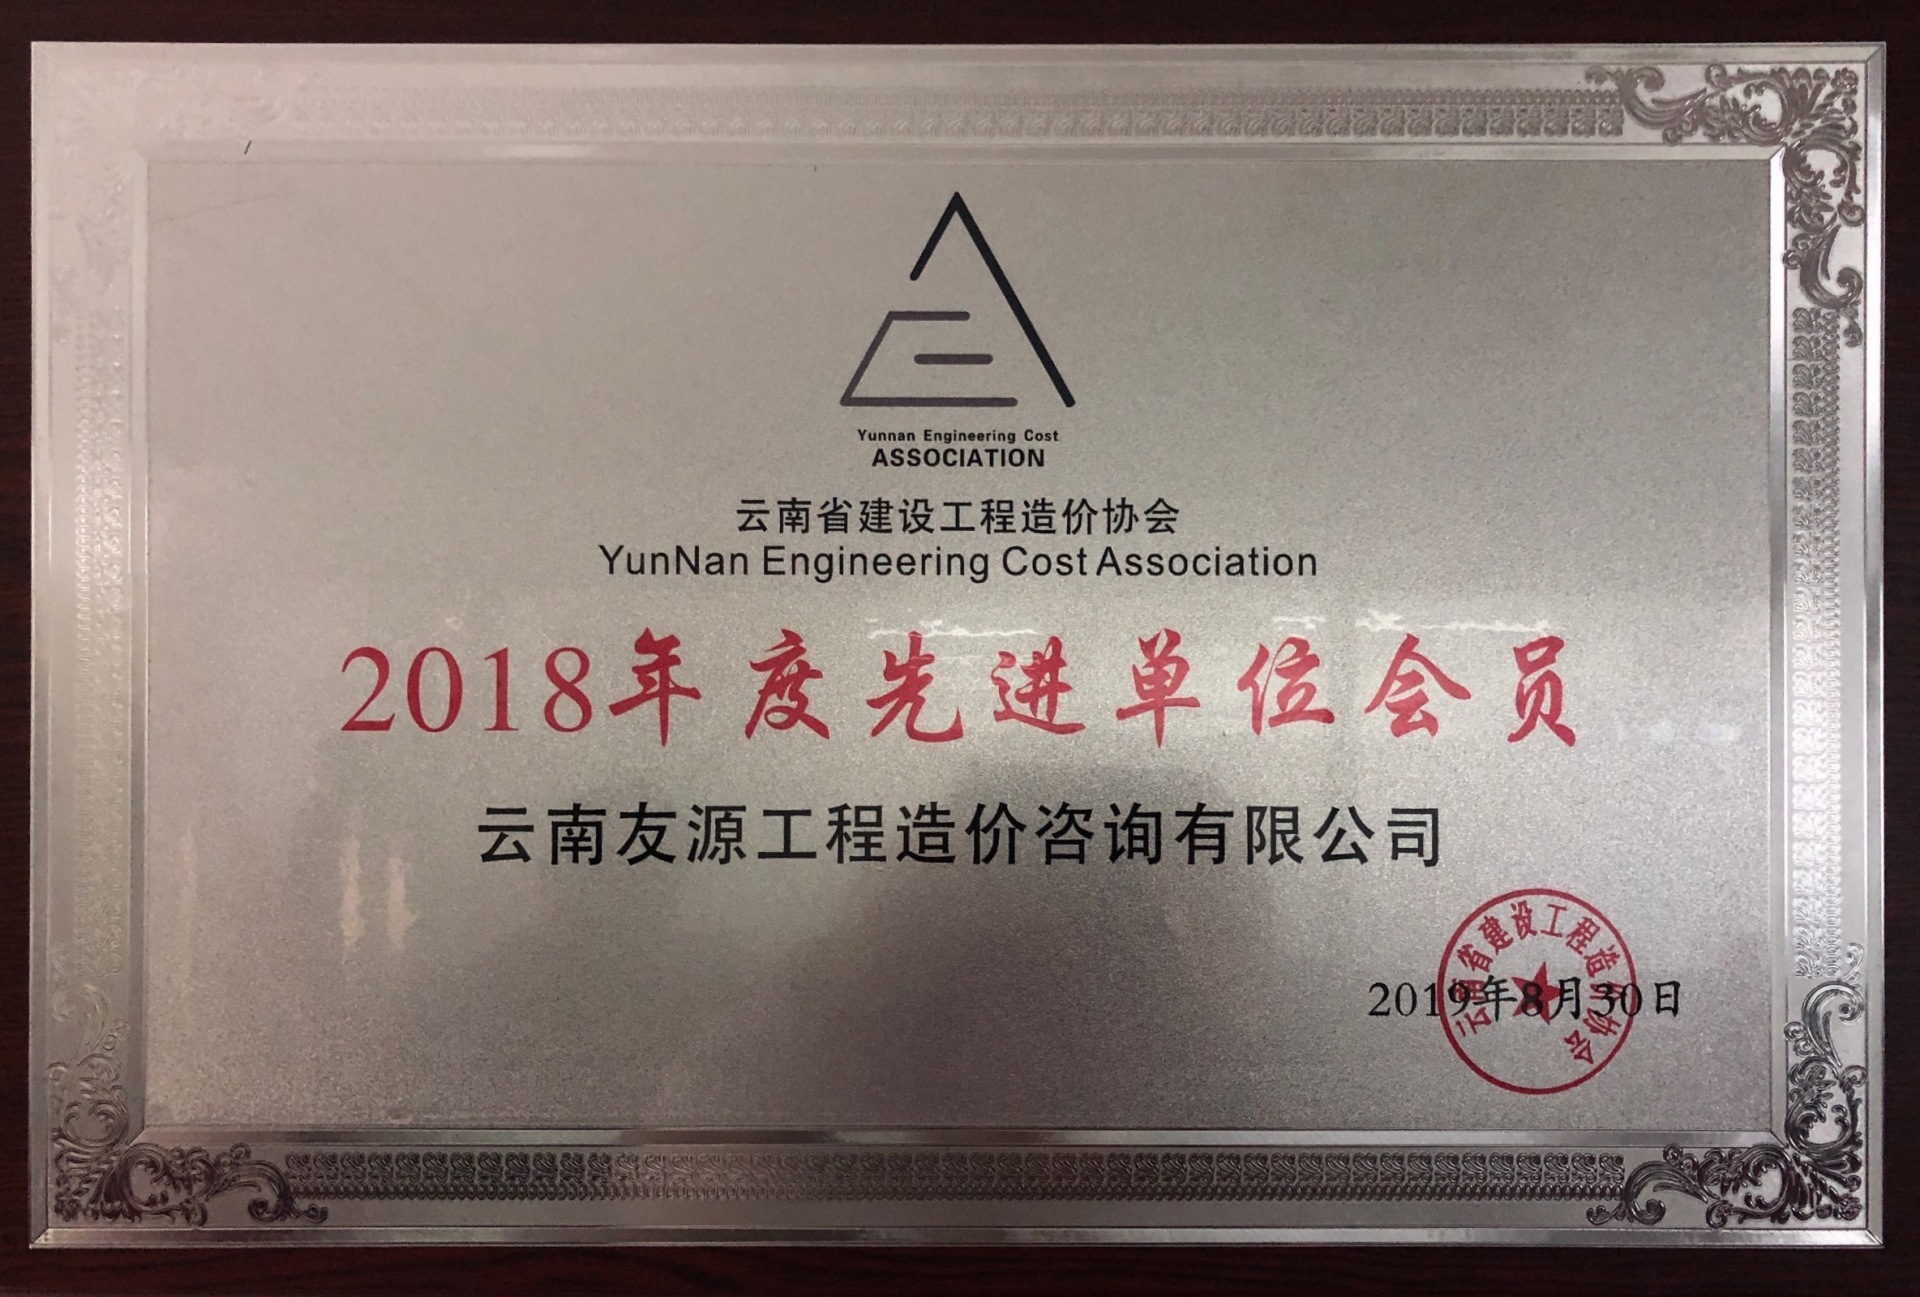 Yunnan Engineering Cost
ASSOCIATION
云南省建设工程造价协会
YunNan Engineering Cost Association
2018年度先进单位会员
云南友源工程造价咨询有限公司
云南省建设工程造价协会
2019年8月30日